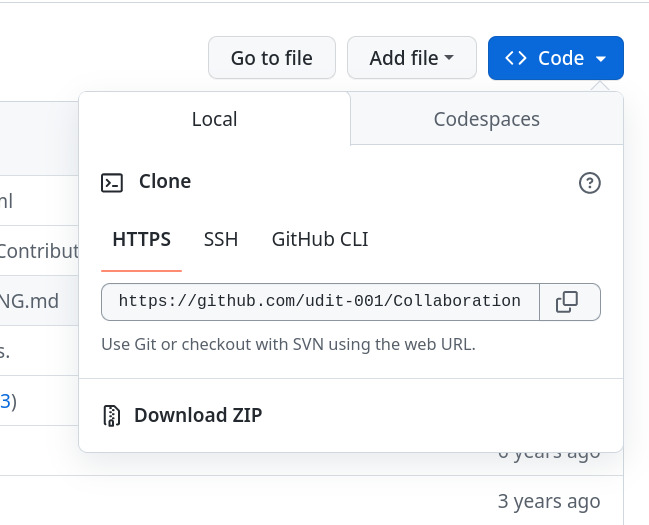 Go to file Add file Code
Local Codespaces
Clone
HTTPS SSH GitHub CLI
https://github.com/udit-001/Collaboration
Use Git or checkout with SVN using the web URL.
Download ZIP
Contribut
NG.md
s.
3)
years ago
3 years ago